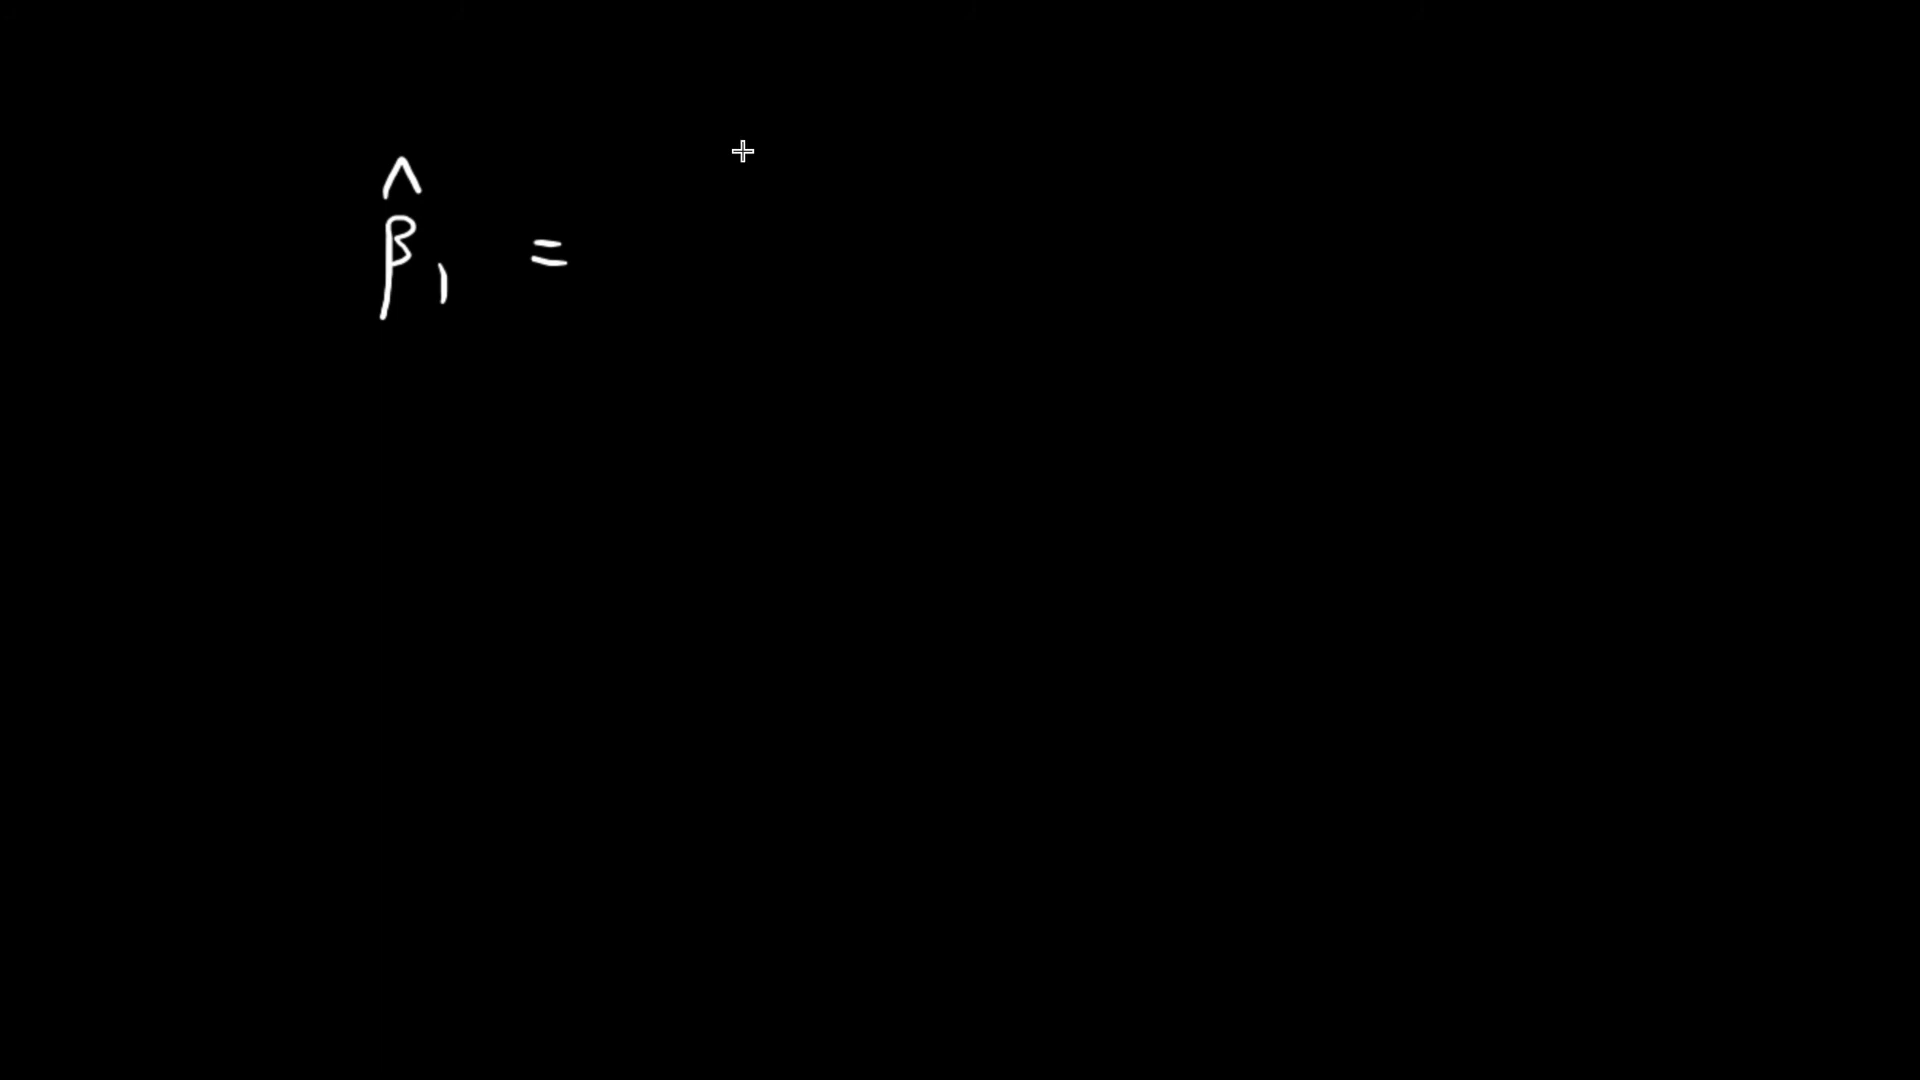 β̂₁ =